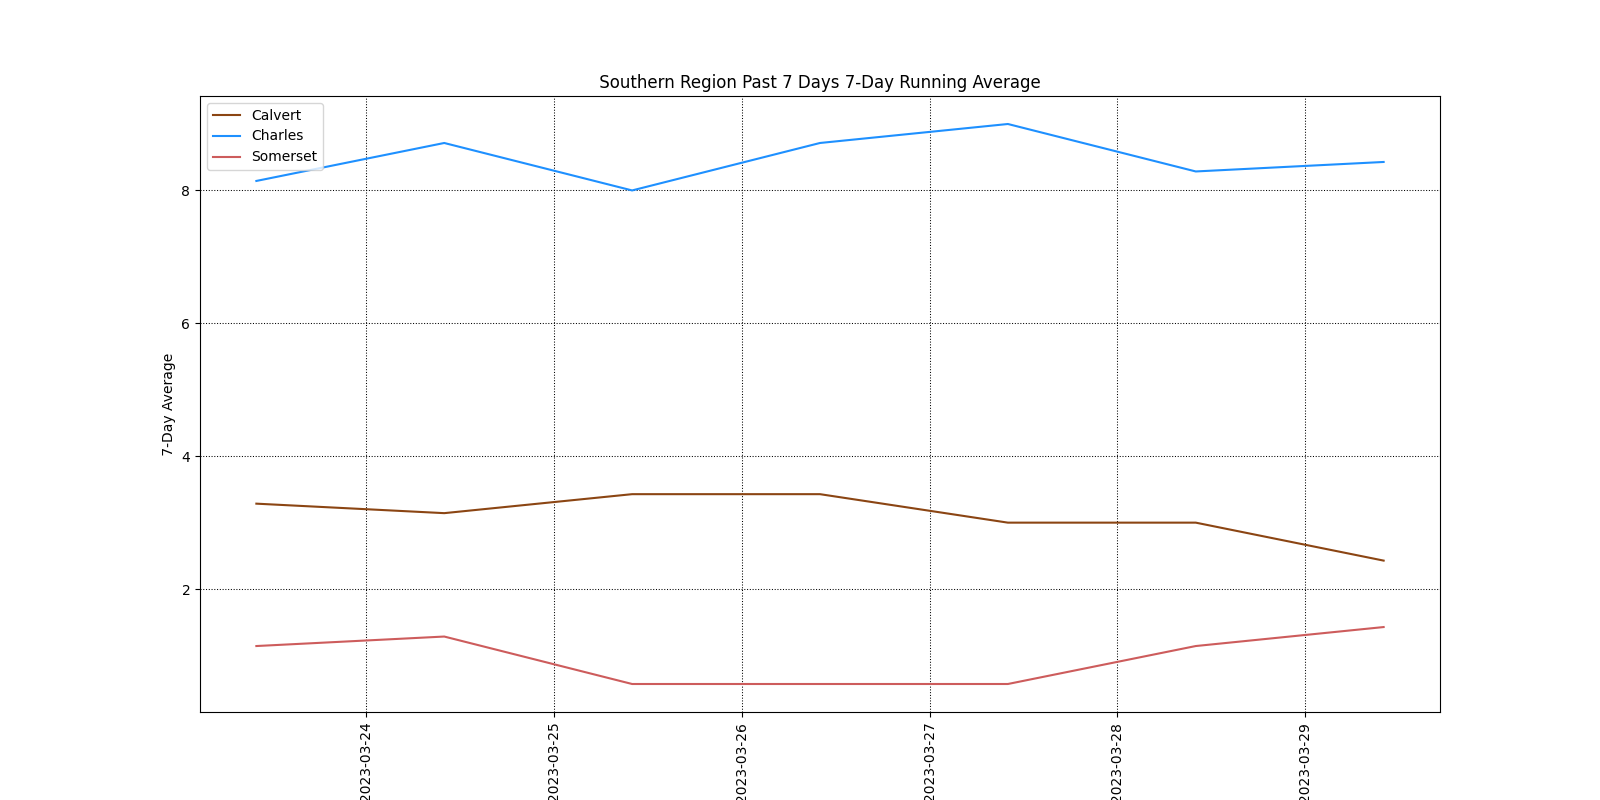 Southern Region Past 7 Days 7-Day Running Average
Calvert
Charles
Somerset
8
6
4
2
7-Day Average
2023-03-24
2023-03-25
2023-03-26
2023-03-27
2023-03-28
2023-03-29